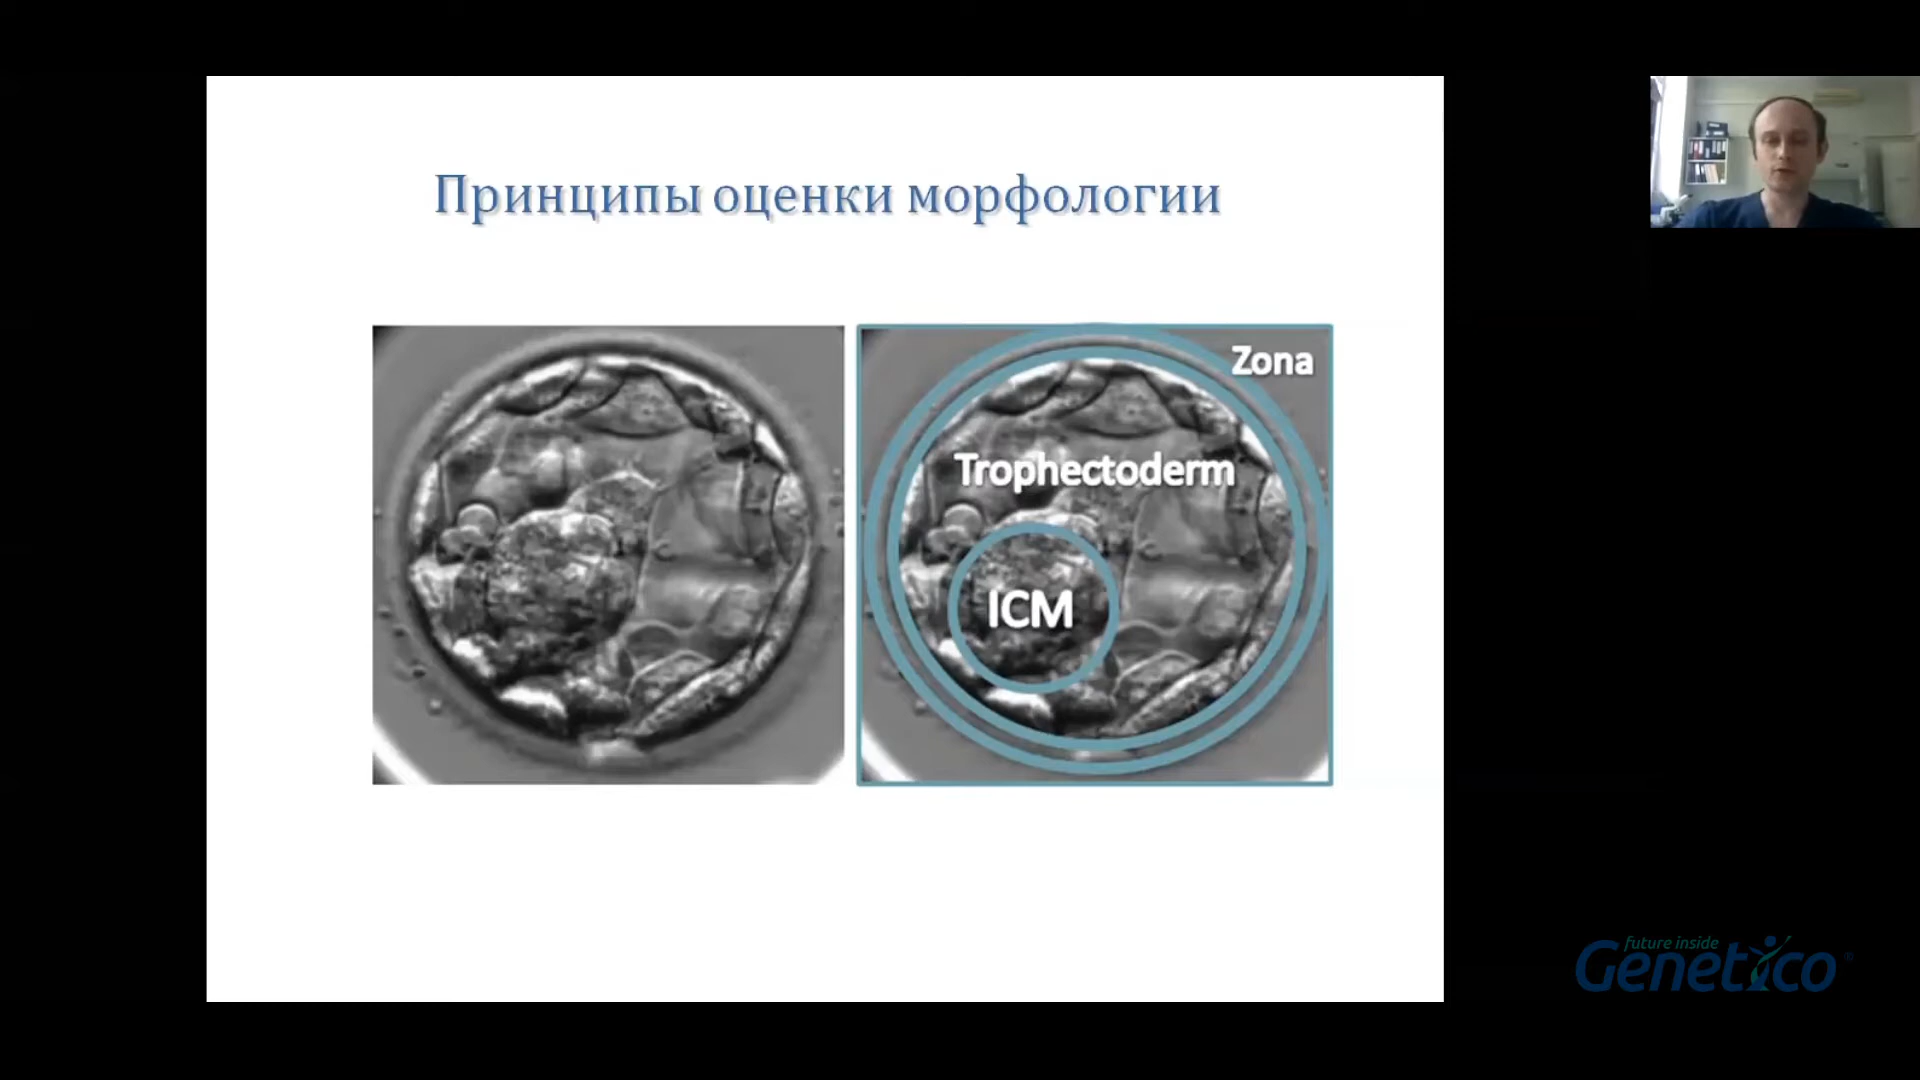 Принципы оценки морфологии
Zona
Trophectoderm
ICM
future inside
Genetico®